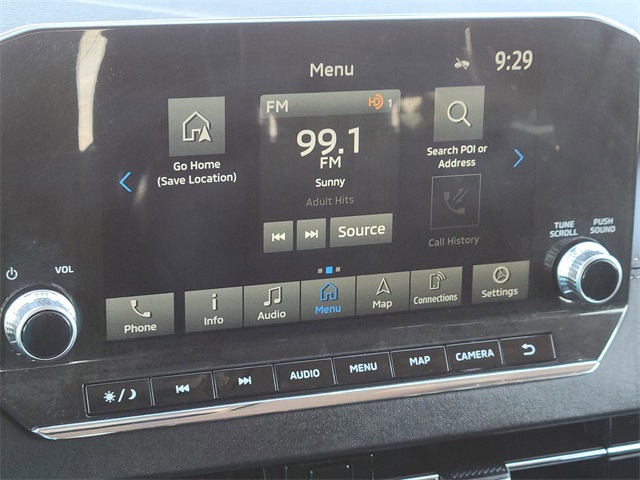 Menu
9:29
FM
HD 1
99.1
FM
Sunny
Adult Hits
Source
Go Home
(Save Location)
Search POI or
Address
Call History
Phone
Info
Audio
Menu
Map
Connections
Settings
VOL
TUNE
SCROLL
PUSH
SOUND
AUDIO
MENU
MAP
CAMERA